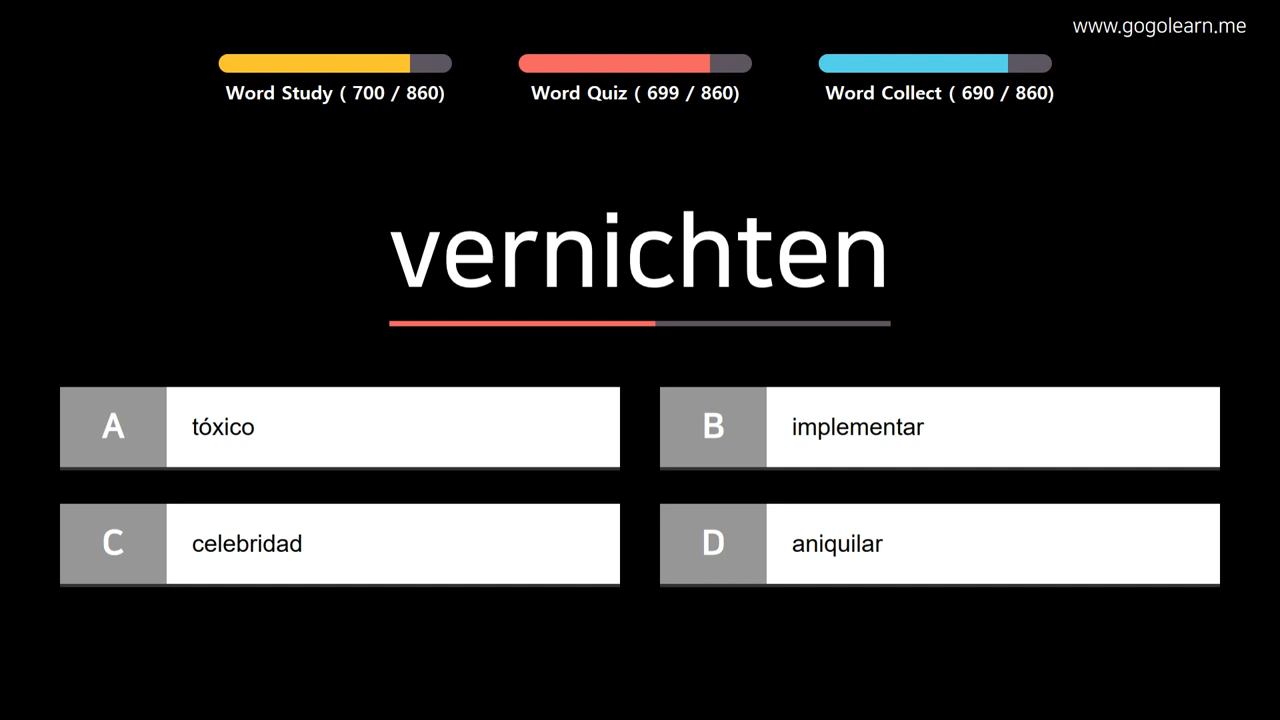 www.gogolearn.me
Word Study ( 700 / 860)
Word Quiz ( 699 / 860)
Word Collect ( 690 / 860)
vernichten
A tóxico
B implementar
C celebridad
D aniquilar